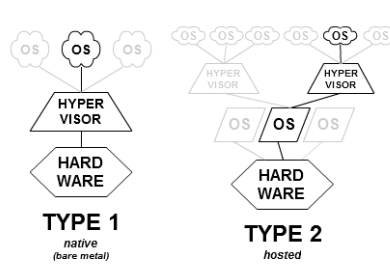 OS OS OS
HYPER
VISOR
HARD
WARE
TYPE 1
native
(bare metal)
OS OS OS OS OS OS
HYPER
VISOR
HYPER
VISOR
OS OS OS
HARD
WARE
TYPE 2
hosted